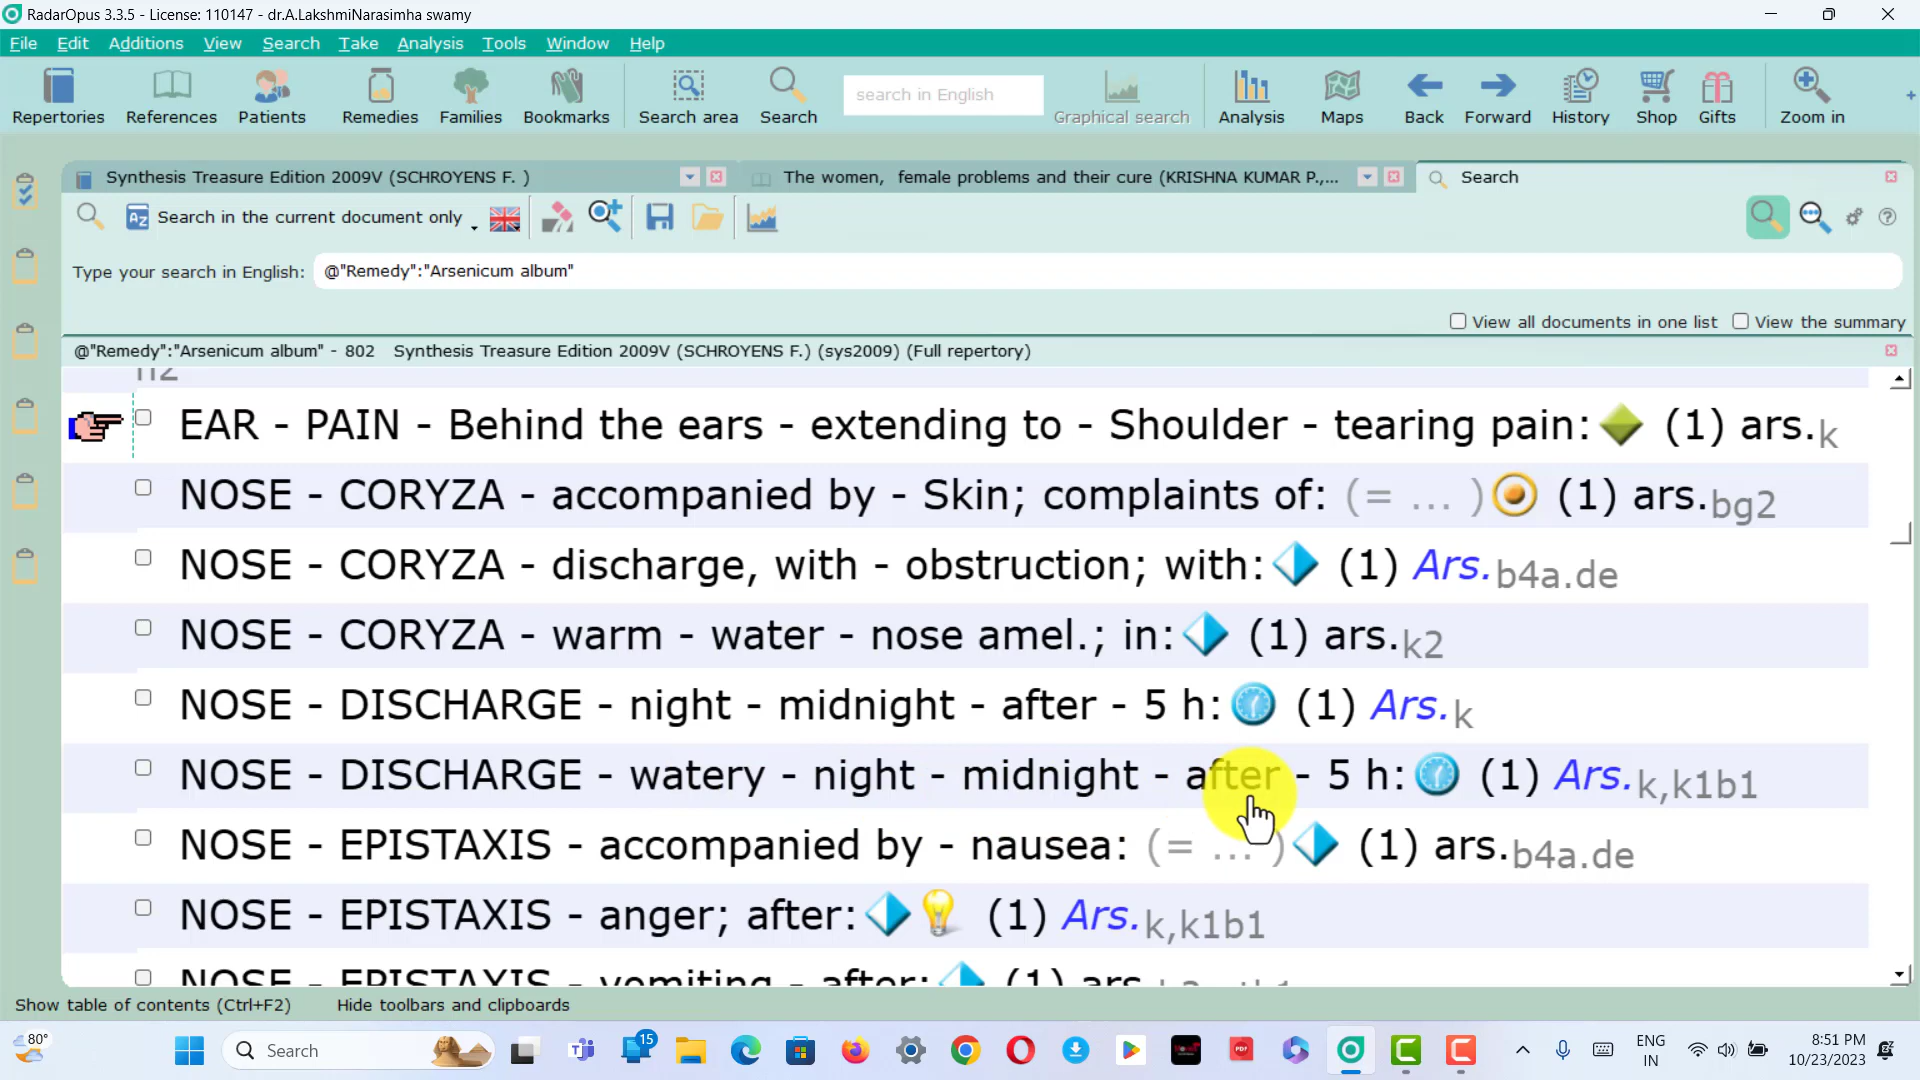 RadarOpus 3.3.5 - License: 110147 - dr.A.LakshmiNarasimha swamy
File Edit Additions View Search Take Analysis Tools Window Help
Repertories References Patients Remedies Families Bookmarks Search area Search search in English Graphical search Analysis Maps Back Forward History Shop Gifts Zoom in
Synthesis Treasure Edition 2009V (SCHROYENS F. ) The women, female problems and their cure (KRISHNA KUMAR P.,... Search
Search in the current document only
Type your search in English: @"Remedy":"Arsenicum album"
View all documents in one list View the summary
@"Remedy":"Arsenicum album" - 802 Synthesis Treasure Edition 2009V (SCHROYENS F.) (sys2009) (Full repertory)
EAR - PAIN - Behind the ears - extending to - Shoulder - tearing pain: (1) ars.k
NOSE - CORYZA - accompanied by - Skin; complaints of: (= ... ) (1) ars.bg2
NOSE - CORYZA - discharge, with - obstruction; with: (1) Ars.b4a.de
NOSE - CORYZA - warm - water - nose amel.; in: (1) ars.k2
NOSE - DISCHARGE - night - midnight - after - 5 h: (1) Ars.k
NOSE - DISCHARGE - watery - night - midnight - after - 5 h: (1) Ars.k,k1b1
NOSE - EPISTAXIS - accompanied by - nausea: (= ... ) (1) ars.b4a.de
NOSE - EPISTAXIS - anger; after: (1) Ars.k,k1b1
NOSE - EPISTAXIS - vomiting - after: (1) ars.
Show table of contents (Ctrl+F2) Hide toolbars and clipboards
80° Search 15 ENG IN 8:51 PM 10/23/2023